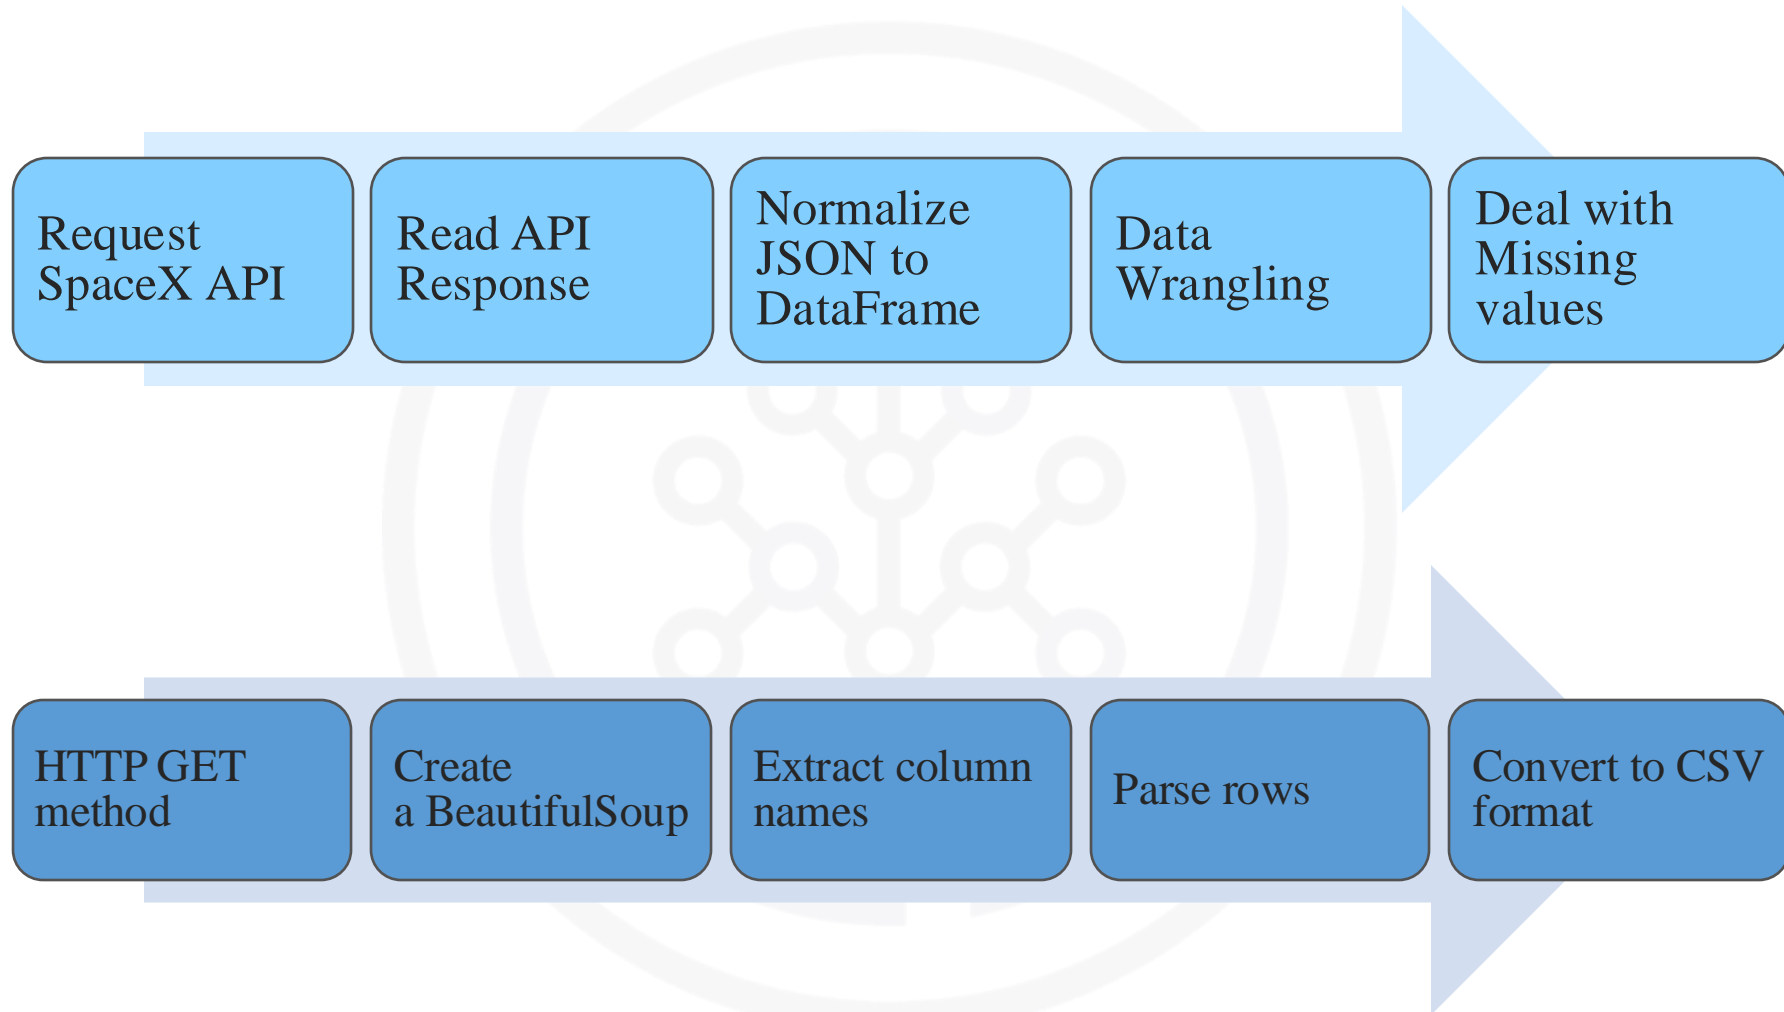 Request
SpaceX API
Read API
Response
Normalize
JSON to
DataFrame
Data
Wrangling
Deal with
Missing
values
HTTP GET
method
Create
a BeautifulSoup
Extract column
names
Parse rows
Convert to CSV
format